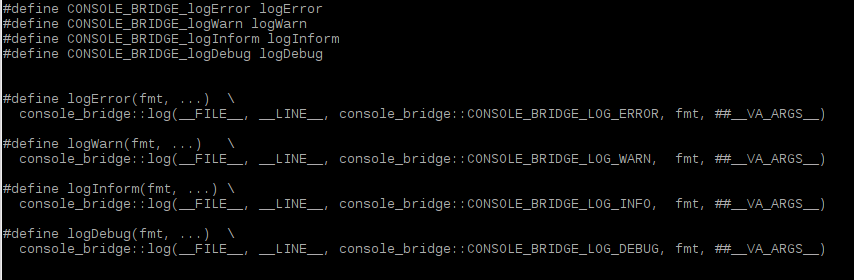 #define CONSOLE_BRIDGE_logError logError
#define CONSOLE_BRIDGE_logWarn logWarn
#define CONSOLE_BRIDGE_logInform logInform
#define CONSOLE_BRIDGE_logDebug logDebug
#define logError(fmt, ...)  \
  console_bridge::log(__FILE__, __LINE__, console_bridge::CONSOLE_BRIDGE_LOG_ERROR, fmt, ##__VA_ARGS__)
#define logWarn(fmt, ...)   \
  console_bridge::log(__FILE__, __LINE__, console_bridge::CONSOLE_BRIDGE_LOG_WARN,  fmt, ##__VA_ARGS__)
#define logInform(fmt, ...) \
  console_bridge::log(__FILE__, __LINE__, console_bridge::CONSOLE_BRIDGE_LOG_INFO,  fmt, ##__VA_ARGS__)
#define logDebug(fmt, ...)  \
  console_bridge::log(__FILE__, __LINE__, console_bridge::CONSOLE_BRIDGE_LOG_DEBUG, fmt, ##__VA_ARGS__)